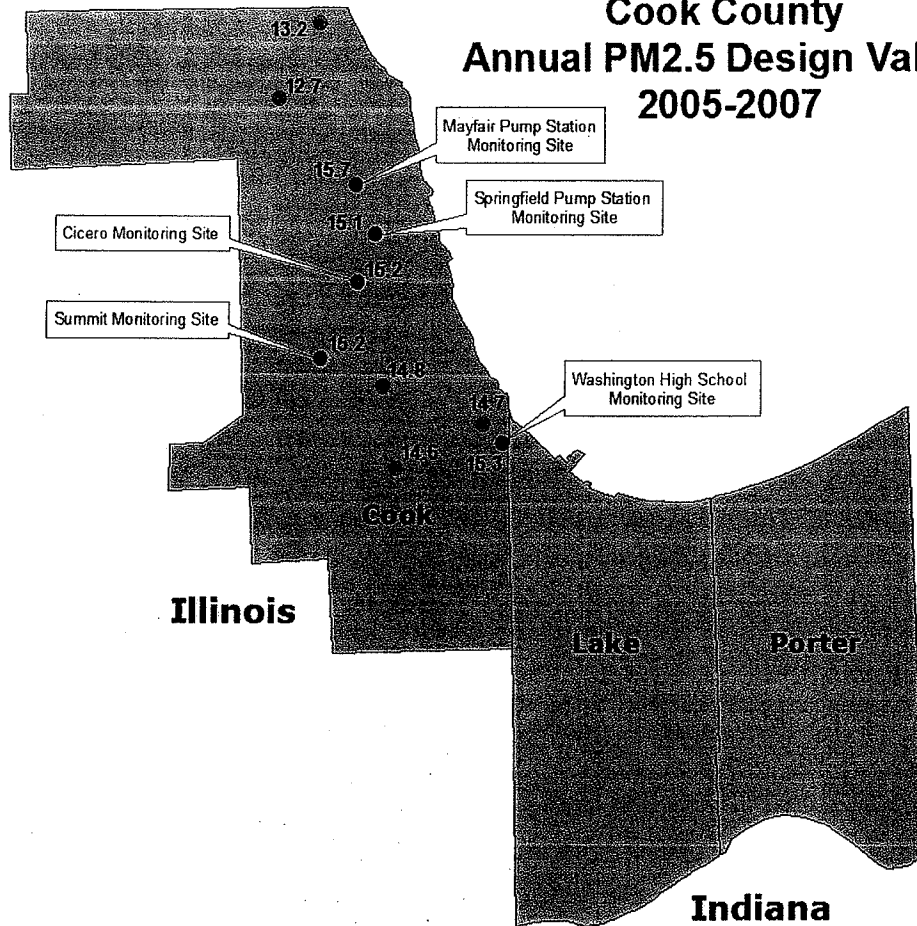 Cook County
Annual PM2.5 Design Val
2005-2007
13.2
12.7
Mayfair Pump Station
Monitoring Site
15.7
Springfield Pump Station
Monitoring Site
15.1
Cicero Monitoring Site
15.2
Summit Monitoring Site
15.2
14.8
Washington High School
Monitoring Site
14.7
15.3
14.6
Cook
Illinois
Lake
Porter
Indiana